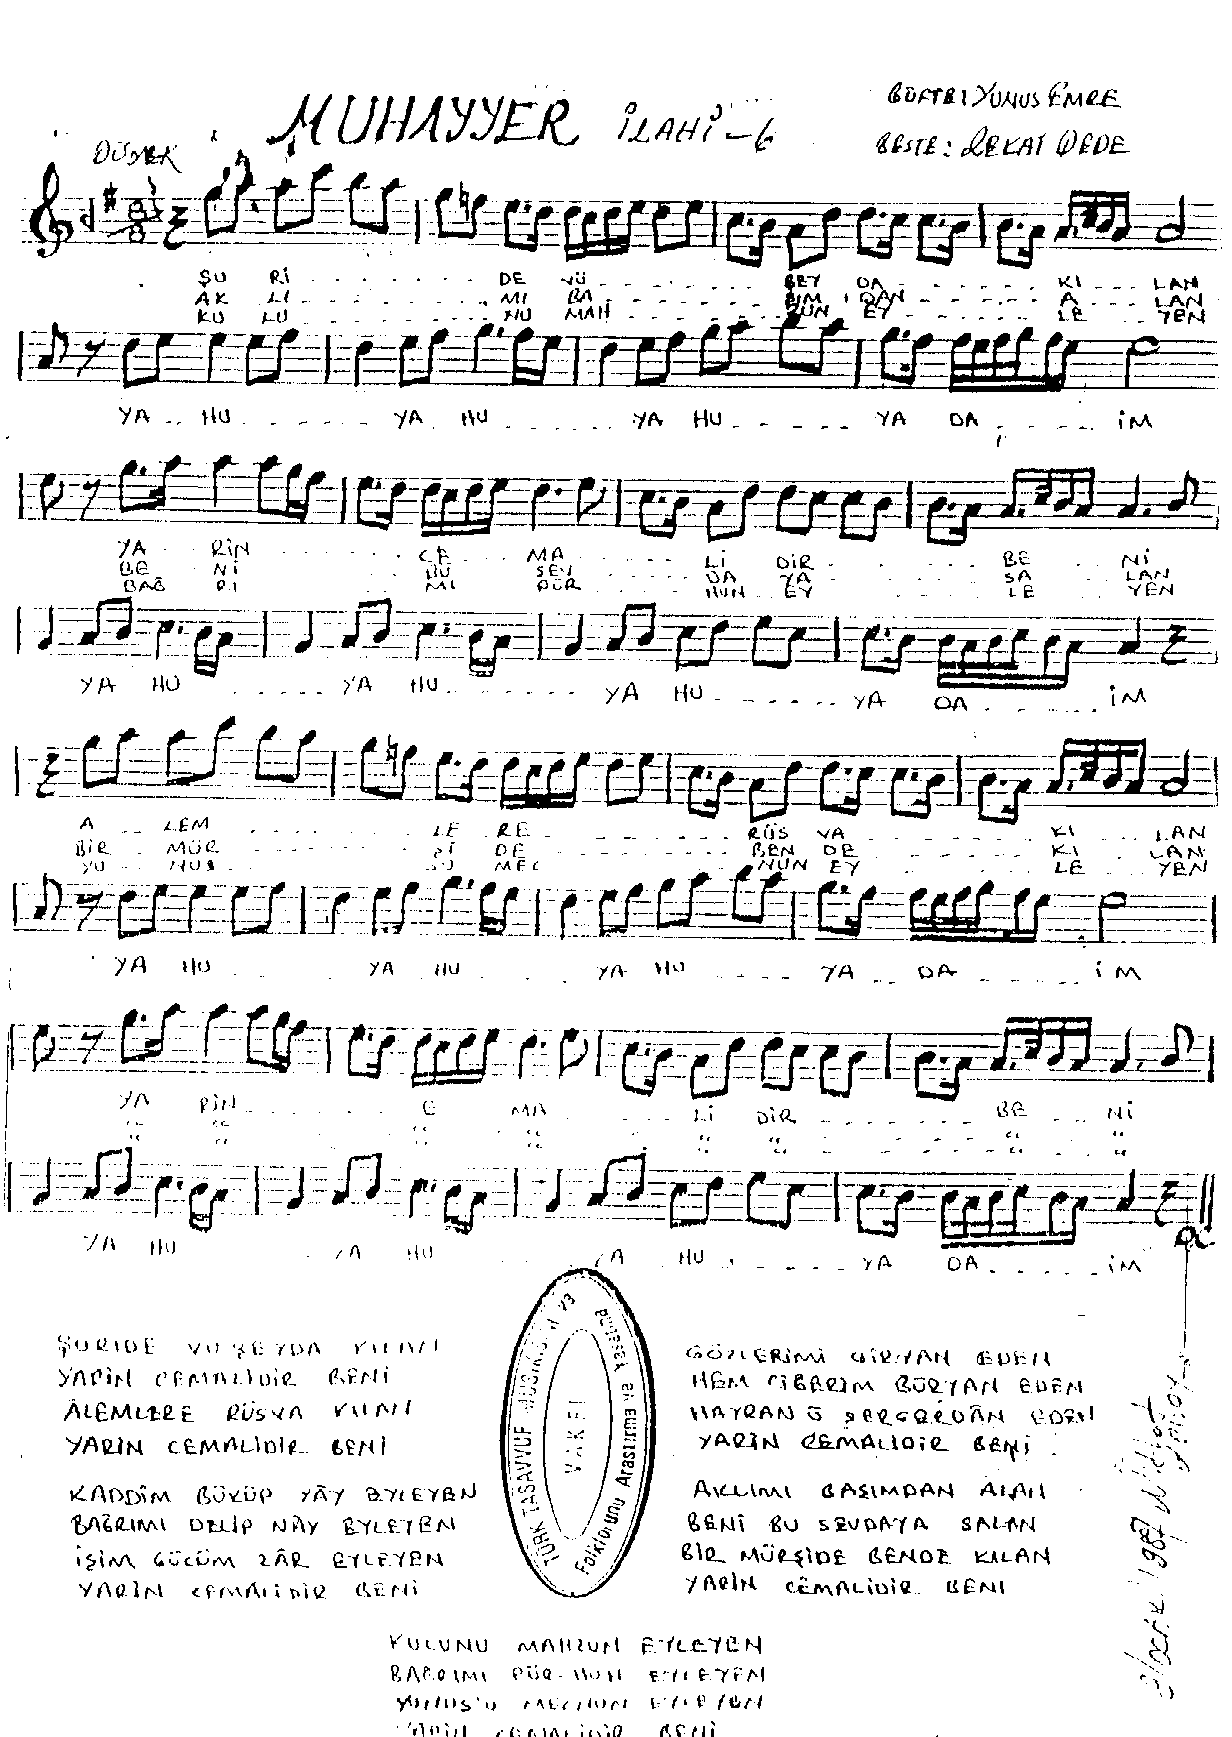 MUHAYYER İLAHİ - 6
GÜFTE: YUNUS EMRE
BESTE: ZEKAİ DEDE
DÜYEK
ŞU Rİ DE VÜ ŞEY DA KI LAN
AK LI MI BA ŞIM DAN A LAN
KU LU NU MAH ZUN EY LE YEN
YA HU YA HU YA HU YA DA İM
YA RİN CE MA Lİ DİR BE Nİ
BE Nİ BU SEV DA YA SA LAN
BAĞ RI MI PÜR HUN EY LE YEN
YA HU YA HU YA HU YA DA İM
A LEM LE RE RÜS VA KI LAN
BİR MÜR Şİ DE BEN DE KI LAN
YU NUS U MEC NUN EY LE YEN
YA HU YA HU YA HU YA DA İM
YA RİN CE MA Lİ DİR BE Nİ
" " " " " " " "
" " " " " " " "
YA HU YA HU YA HU YA DA İM
ŞURIDE VÜ ŞEYDA KILAN
YARİN CEMALİDİR BENİ
ÂLEMLERE RÜSVA KILAN
YARİN CEMALİDİR BENİ
KADDİM BÜKÜP YÂY EYLEYEN
BAĞRIMI DELİP NÂY EYLEYEN
İŞİM GÜCÜM ZÂR EYLEYEN
YARİN CEMALİDİR BENİ
GÖZLERİMİ GİRYAN EDEN
HEM CİĞERİM BÜRYAN EDEN
HAYRAN Ü SERGERDÂN EDEN
YARİN CEMALİDİR BENİ
AKLIMI BAŞIMDAN ALAN
BENİ BU SEVDAYA SALAN
BİR MÜRŞİDE BENDE KILAN
YARİN CEMALİDİR BENİ
KULUNU MAHZUN EYLEYEN
BAĞRIMI PÜR-HUN EYLEYEN
YUNUS'U MECNUN EYLEYEN
YARİN CEMALİDİR BENİ
TÜRK TASAVVUF MUSIKİSİ VE
Folklorunu Araştırma ve Yaşatma
VAKFI
1987